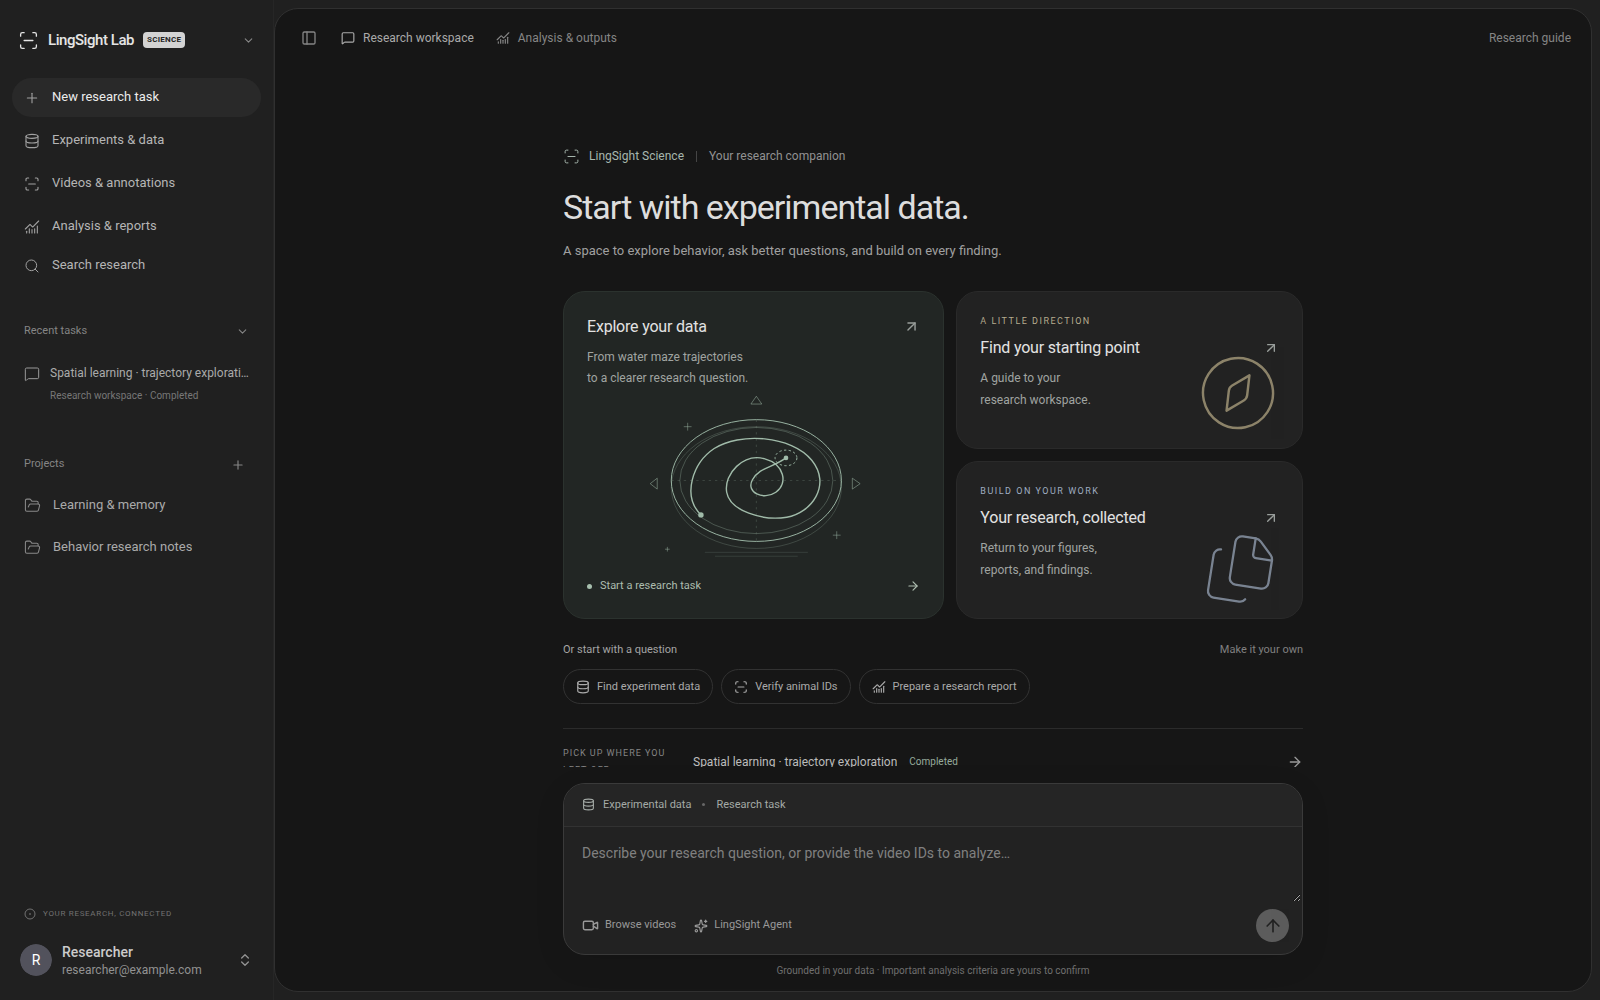 LingSight Lab SCIENCE
New research task
Experiments & data
Videos & annotations
Analysis & reports
Search research
Recent tasks
Spatial learning · trajectory explorati...
Research workspace · Completed
Projects
Learning & memory
Behavior research notes
YOUR RESEARCH, CONNECTED
R
Researcher
researcher@example.com
Research workspace
Analysis & outputs
Research guide
LingSight Science | Your research companion
Start with experimental data.
A space to explore behavior, ask better questions, and build on every finding.
Explore your data
From water maze trajectories
to a clearer research question.
Start a research task
A LITTLE DIRECTION
Find your starting point
A guide to your
research workspace.
BUILD ON YOUR WORK
Your research, collected
Return to your figures,
reports, and findings.
Or start with a question
Make it your own
Find experiment data
Verify animal IDs
Prepare a research report
PICK UP WHERE YOU
Spatial learning · trajectory exploration Completed
Experimental data • Research task
Describe your research question, or provide the video IDs to analyze...
Browse videos
LingSight Agent
Grounded in your data · Important analysis criteria are yours to confirm